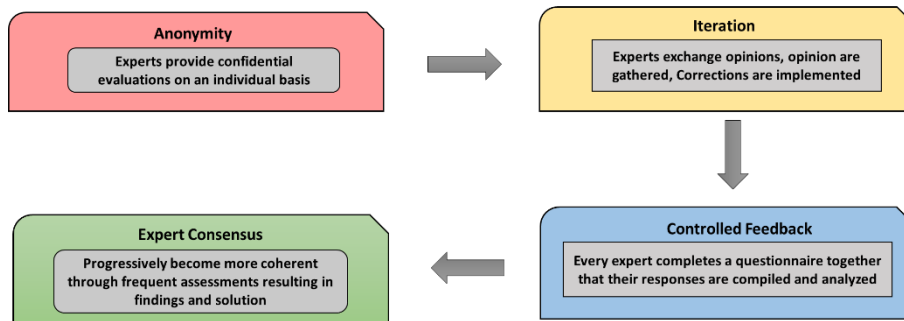 Anonymity
Experts provide confidential
evaluations on an individual basis
Iteration
Experts exchange opinions, opinion are
gathered, Corrections are implemented
Controlled Feedback
Every expert completes a questionnaire together
that their responses are compiled and analyzed
Expert Consensus
Progressively become more coherent
through frequent assessments resulting in
findings and solution